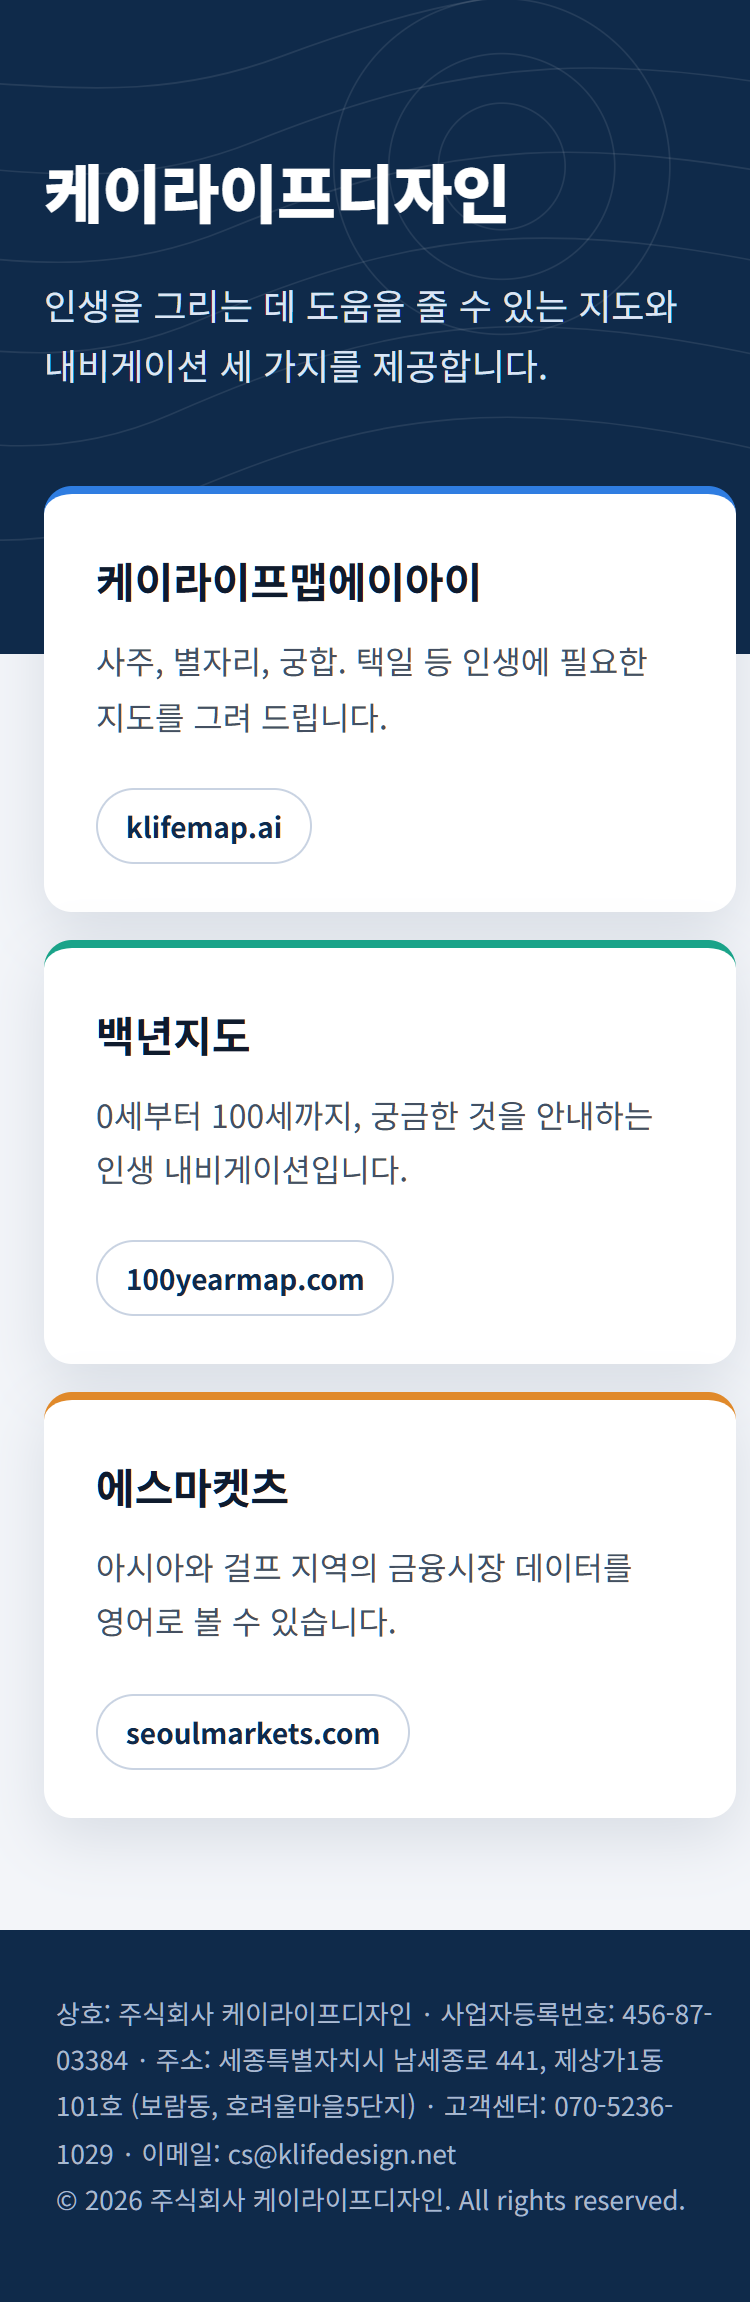 케이라이프디자인
인생을 그리는 데 도움을 줄 수 있는 지도와
내비게이션 세 가지를 제공합니다.
케이라이프맵에이아이
사주, 별자리, 궁합. 택일 등 인생에 필요한
지도를 그려 드립니다.
klifemap.ai
백년지도
0세부터 100세까지, 궁금한 것을 안내하는
인생 내비게이션입니다.
100yearmap.com
에스마켓츠
아시아와 걸프 지역의 금융시장 데이터를
영어로 볼 수 있습니다.
seoulmarkets.com
상호: 주식회사 케이라이프디자인 · 사업자등록번호: 456-87-
03384 · 주소: 세종특별자치시 남세종로 441, 제상가1동
101호 (보람동, 호려울마을5단지) · 고객센터: 070-5236-
1029 · 이메일: cs@klifedesign.net
© 2026 주식회사 케이라이프디자인. All rights reserved.